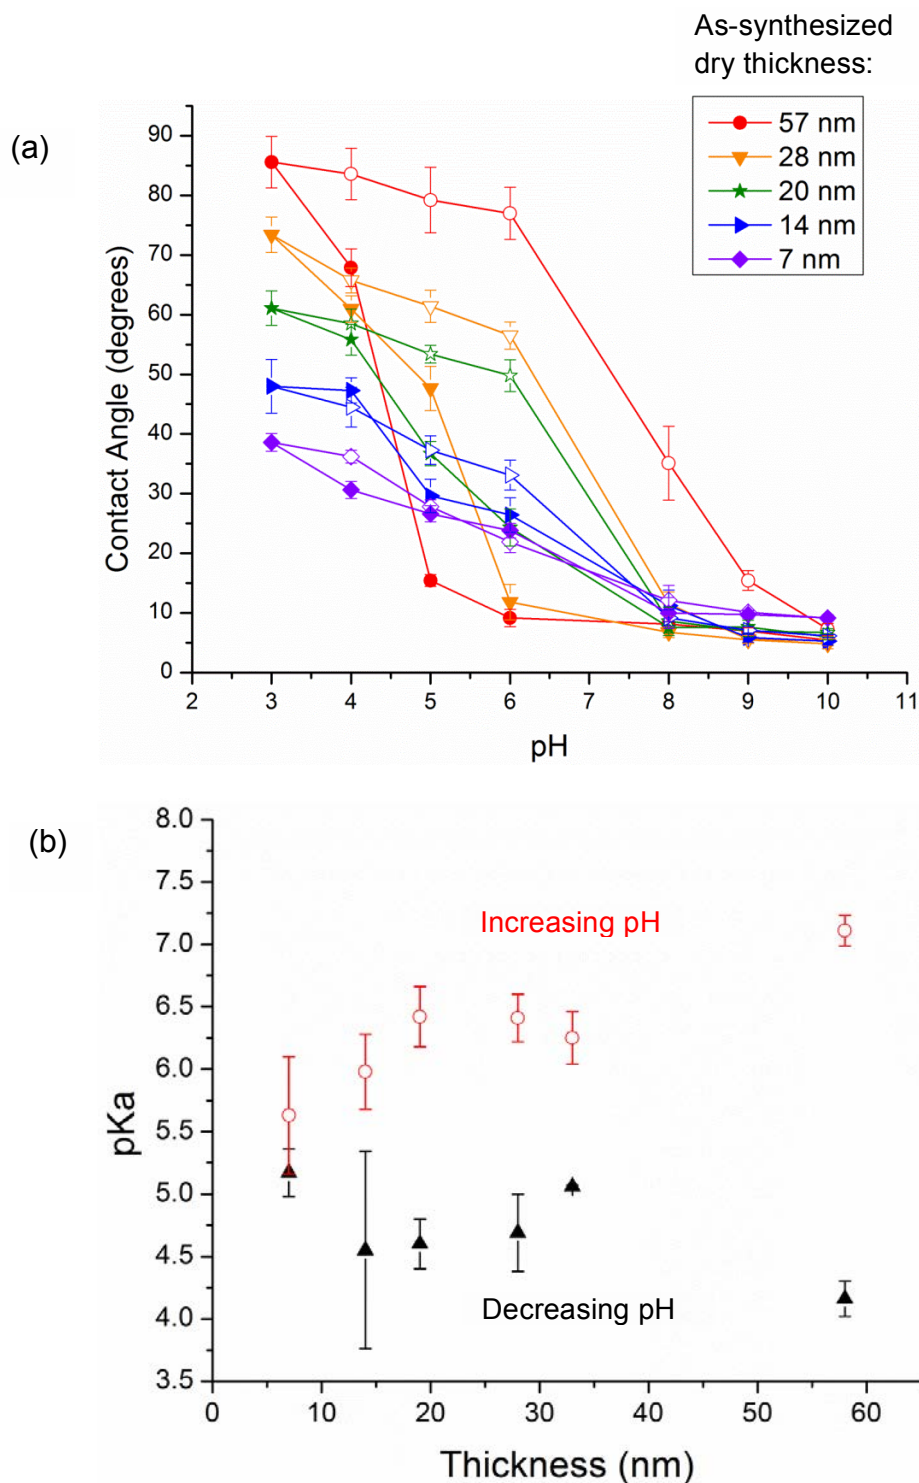 As-synthesized
dry thickness:
(a)
57 nm
28 nm
20 nm
14 nm
7 nm
90
80
70
60
50
40
30
20
10
0
Contact Angle (degrees)
2 3 4 5 6 7 8 9 10 11
pH
(b)
8.0
7.5
7.0
6.5
6.0
5.5
5.0
4.5
4.0
3.5
pKa
Increasing pH
Decreasing pH
0 10 20 30 40 50 60
Thickness (nm)